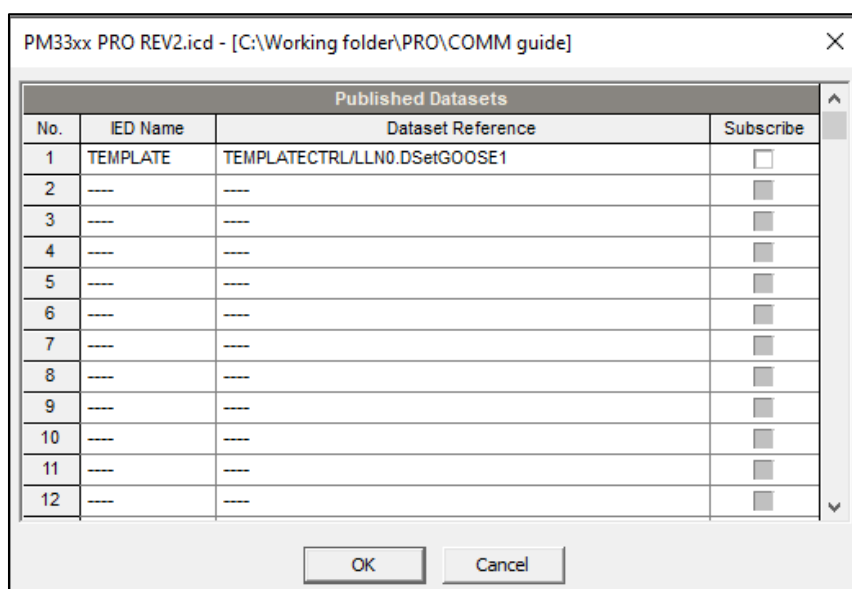 PM33xx PRO REV2.icd - [C:\Working folder\PRO\COMM guide]
Published Datasets
No. IED Name Dataset Reference Subscribe
1 TEMPLATE TEMPLATECTRL/LLN0.DSetGOOSE1
2 ---- ----
3 ---- ----
4 ---- ----
5 ---- ----
6 ---- ----
7 ---- ----
8 ---- ----
9 ---- ----
10 ---- ----
11 ---- ----
12 ---- ----
OK Cancel